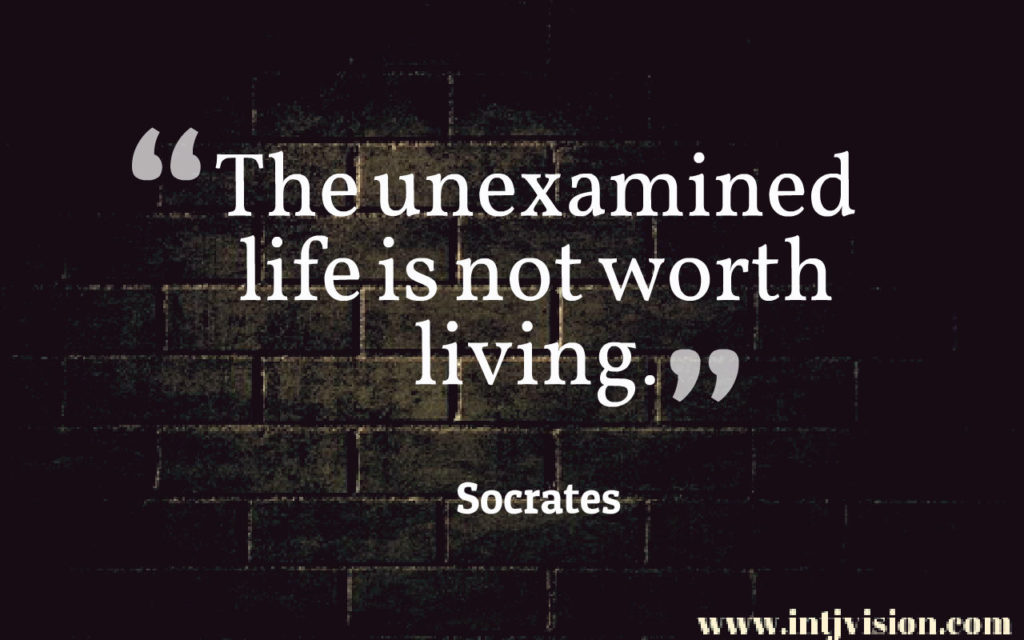 “The unexamined
life is not worth
living.”
Socrates
www.intjvision.com